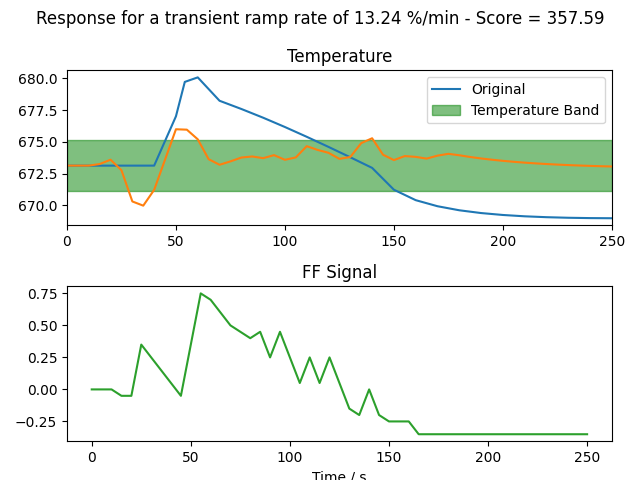 Response for a transient ramp rate of 13.24 %/min - Score = 357.59
Temperature
680.0
677.5
675.0
672.5
670.0
Original
Temperature Band
0 50 100 150 200 250
FF Signal
0.75
0.50
0.25
0.00
−0.25
0 50 100 150 200 250
Time / s